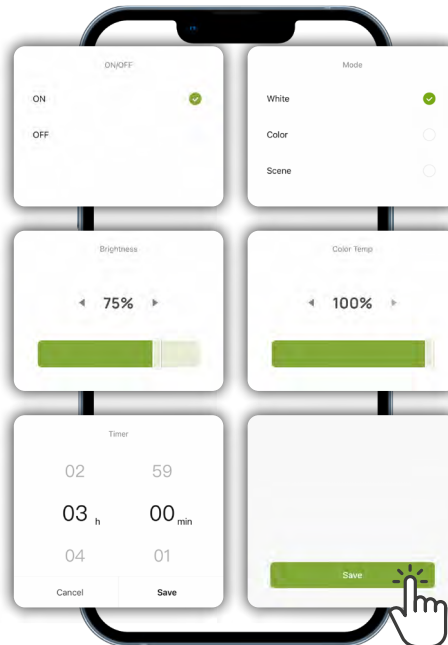 ON/OFF
ON
OFF
Mode
White
Color
Scene
Brightness
75%
Color Temp
100%
Timer
02 59
03 h 00 min
04 01
Cancel Save
Save